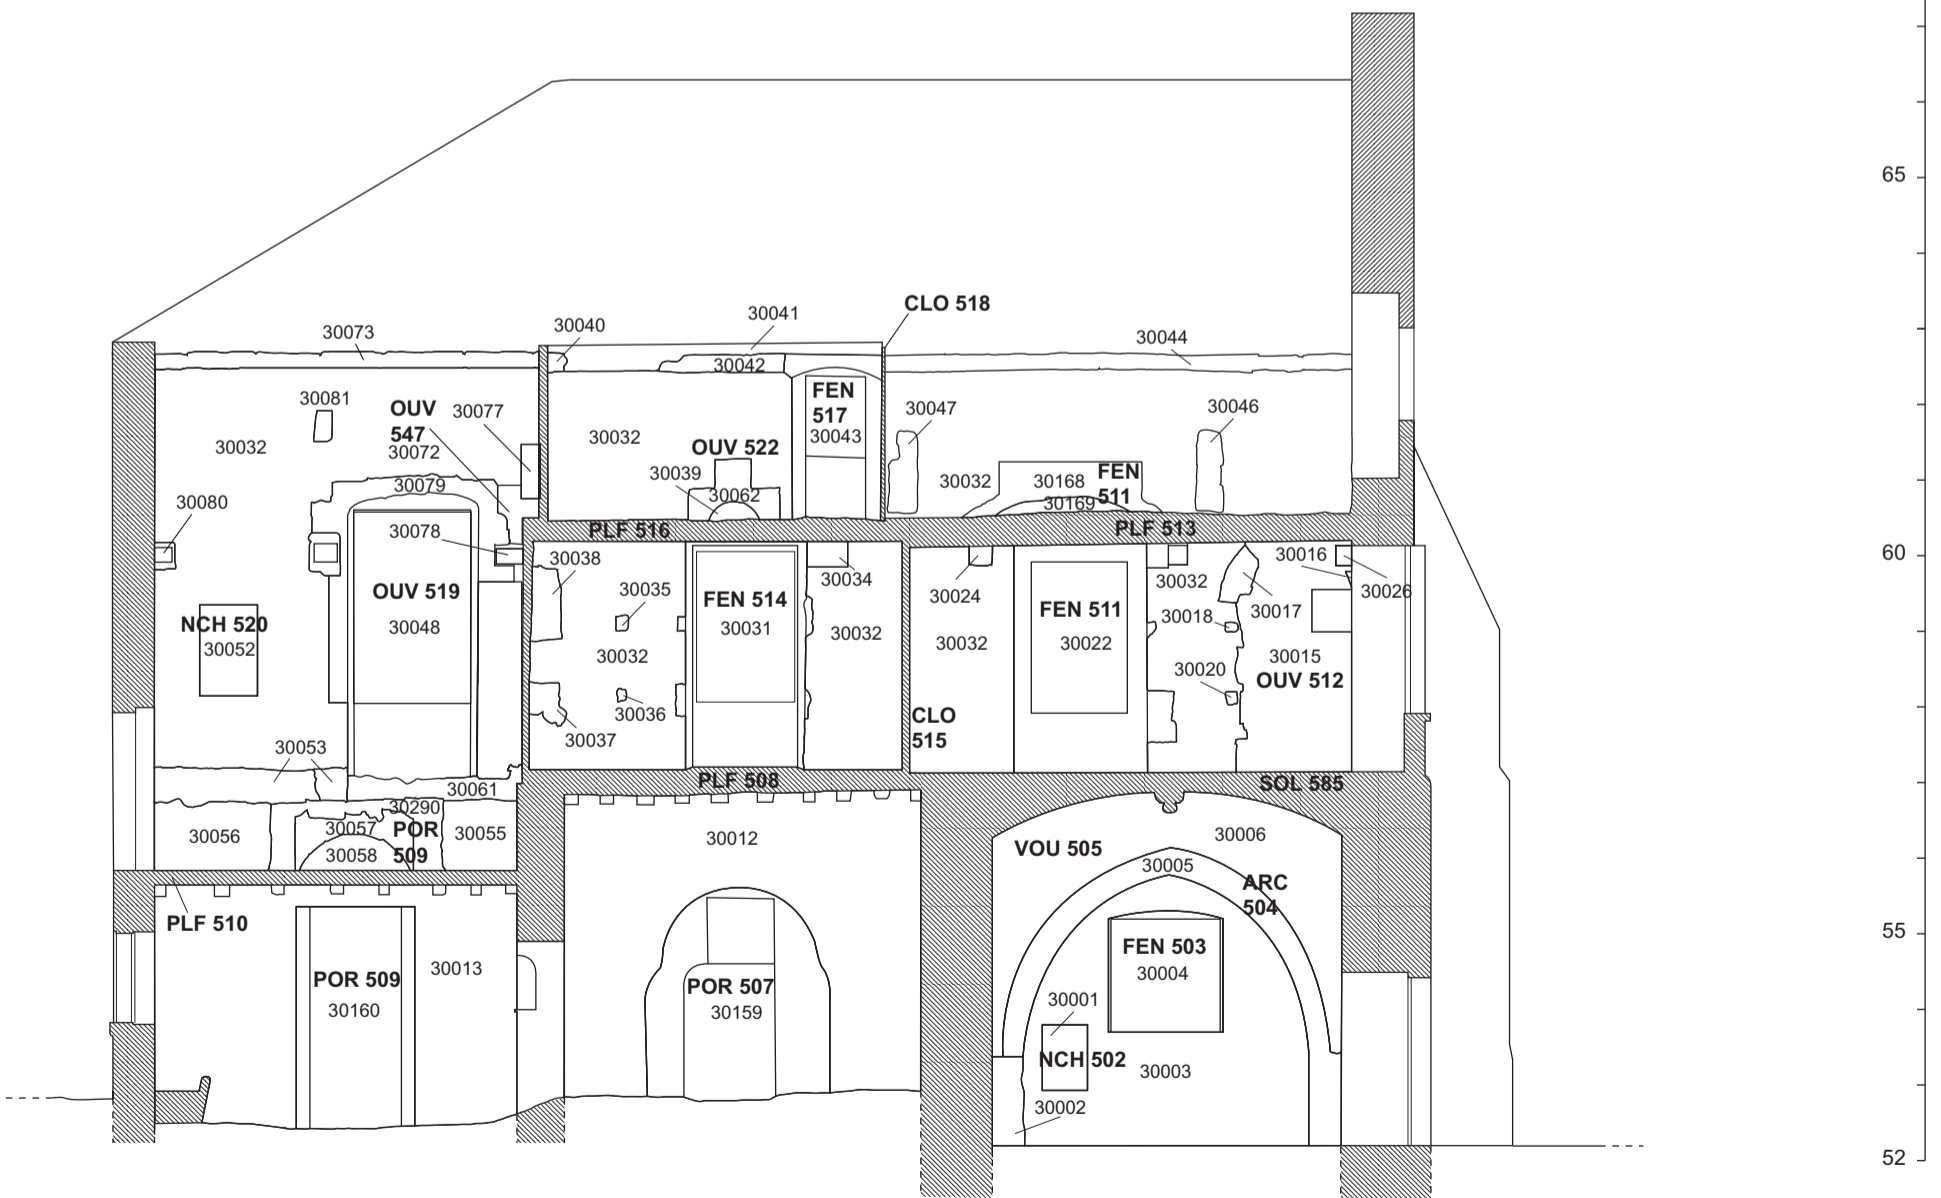 65
CLO 518
30041
30040
30073
30044
30042
FEN
517
30043
30081
OUV
547
30077
30072
30032
30032
OUV 522
30047
30046
30039
30062
30079
30032
30168
FEN
511
30169
30080
30078
PLF 516
PLF 513
60
30038
30035
30034
30024
30032
30016
30026
30017
30018
OUV 519
30048
FEN 514
30031
30032
FEN 511
30022
30032
NCH 520
30052
30032
30020
30015
OUV 512
30036
30037
CLO
515
30053
PLF 508
SOL 585
30061
30290
30056
30057
POR
509
30055
30058
30012
VOU 505
30006
30005
ARC
504
55
PLF 510
30013
POR 509
30160
POR 507
30159
FEN 503
30004
30001
NCH 502
30003
30002
52